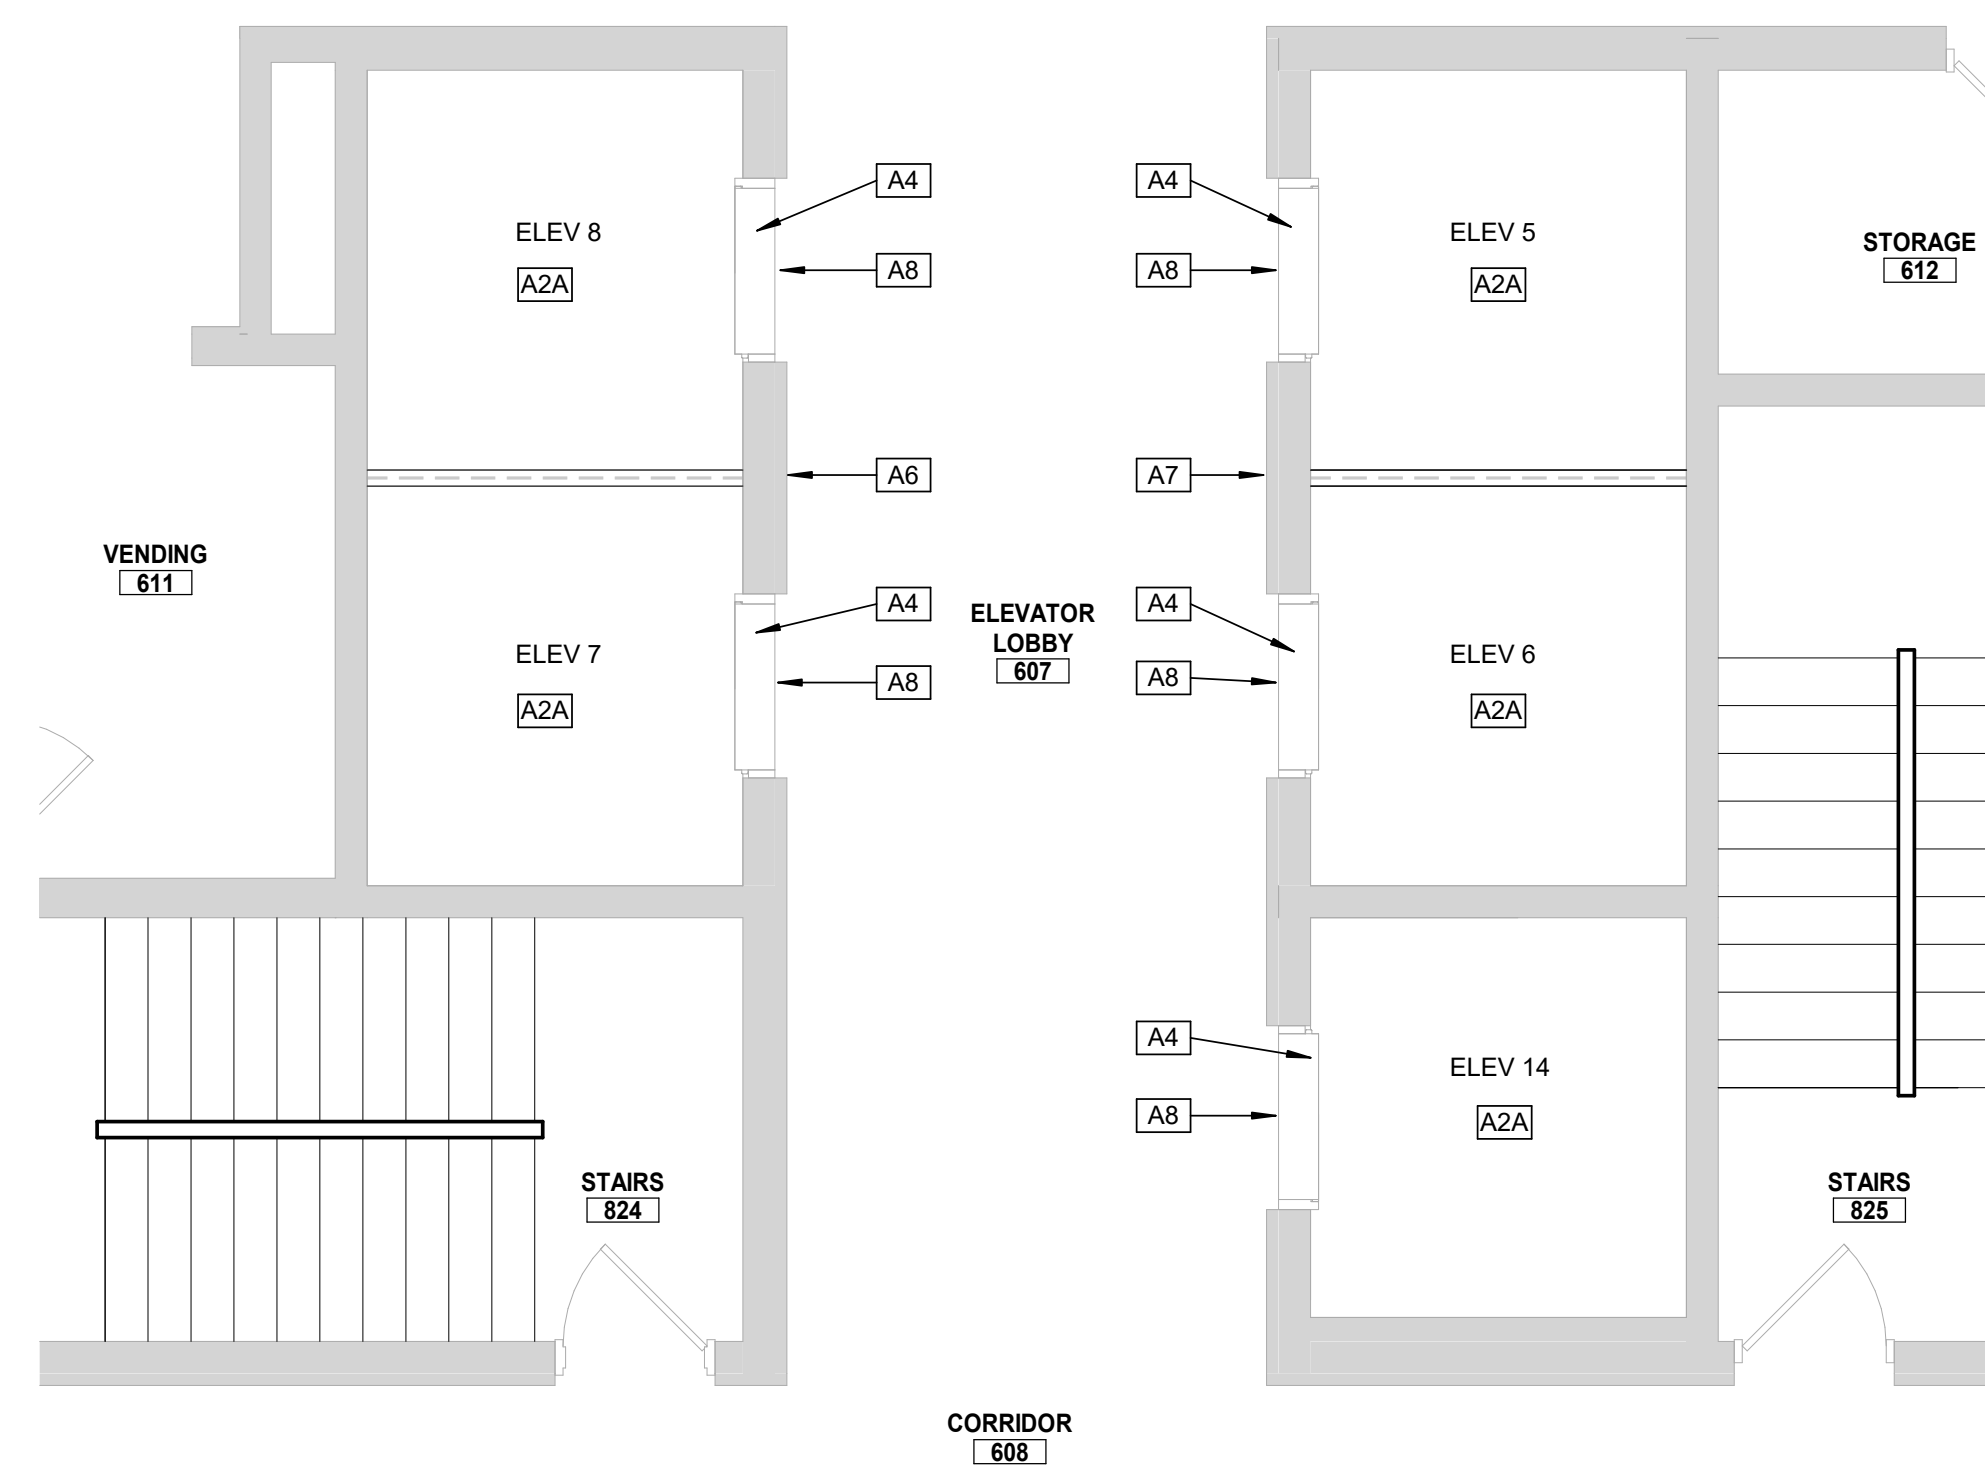 A4
A4
ELEV 8
ELEV 5
STORAGE
612
A2A
A8
A8
A2A
A6
A7
VENDING
611
A4
A4
ELEVATOR
LOBBY
607
ELEV 7
ELEV 6
A8
A8
A2A
A2A
A4
ELEV 14
A8
A2A
STAIRS
824
STAIRS
825
CORRIDOR
608